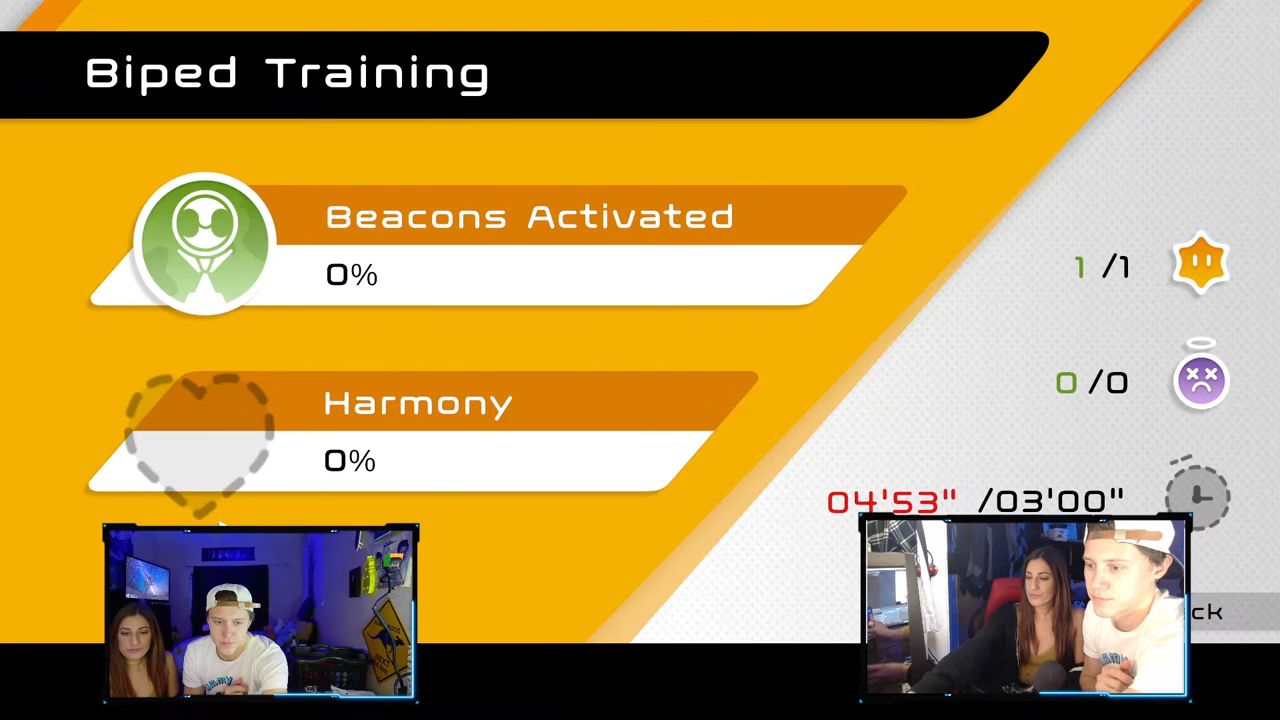 Biped Training
Beacons Activated
0%
1 /1
0 /0
Harmony
0%
04'53" /03'00"
ck